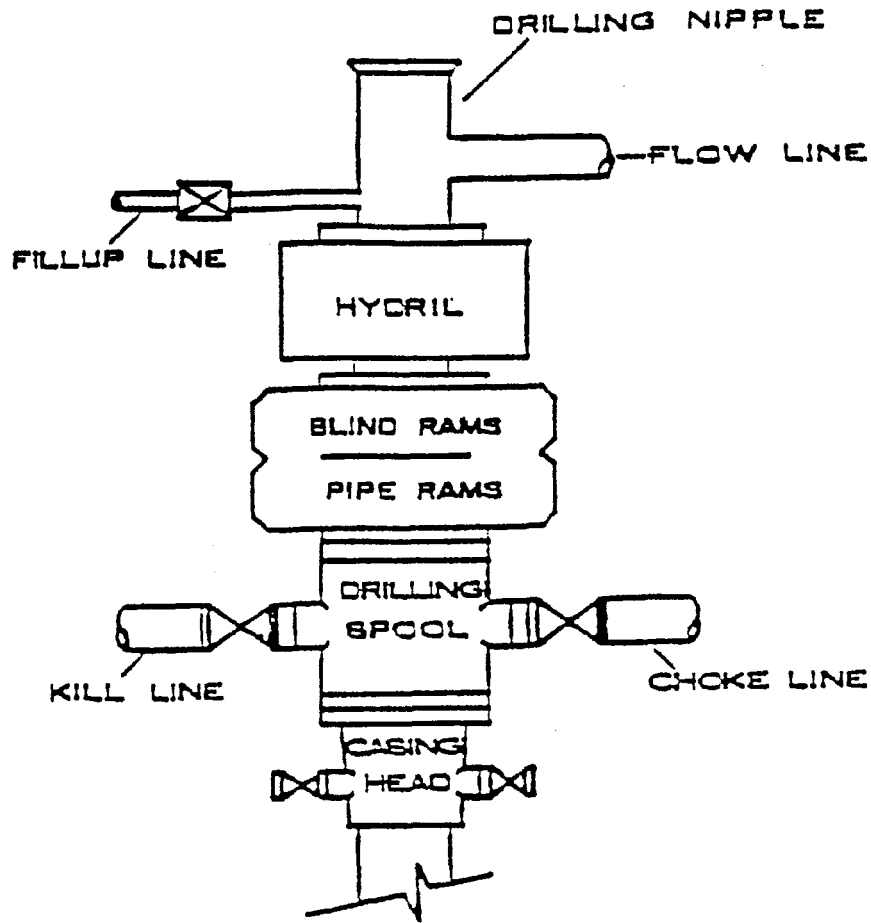 DRILLING NIPPLE
FLOW LINE
FILLUP LINE
HYDRIL
BLIND RAMS
PIPE RAMS
DRILLING
SPOOL
KILL LINE
CHOKE LINE
CASING
HEAD